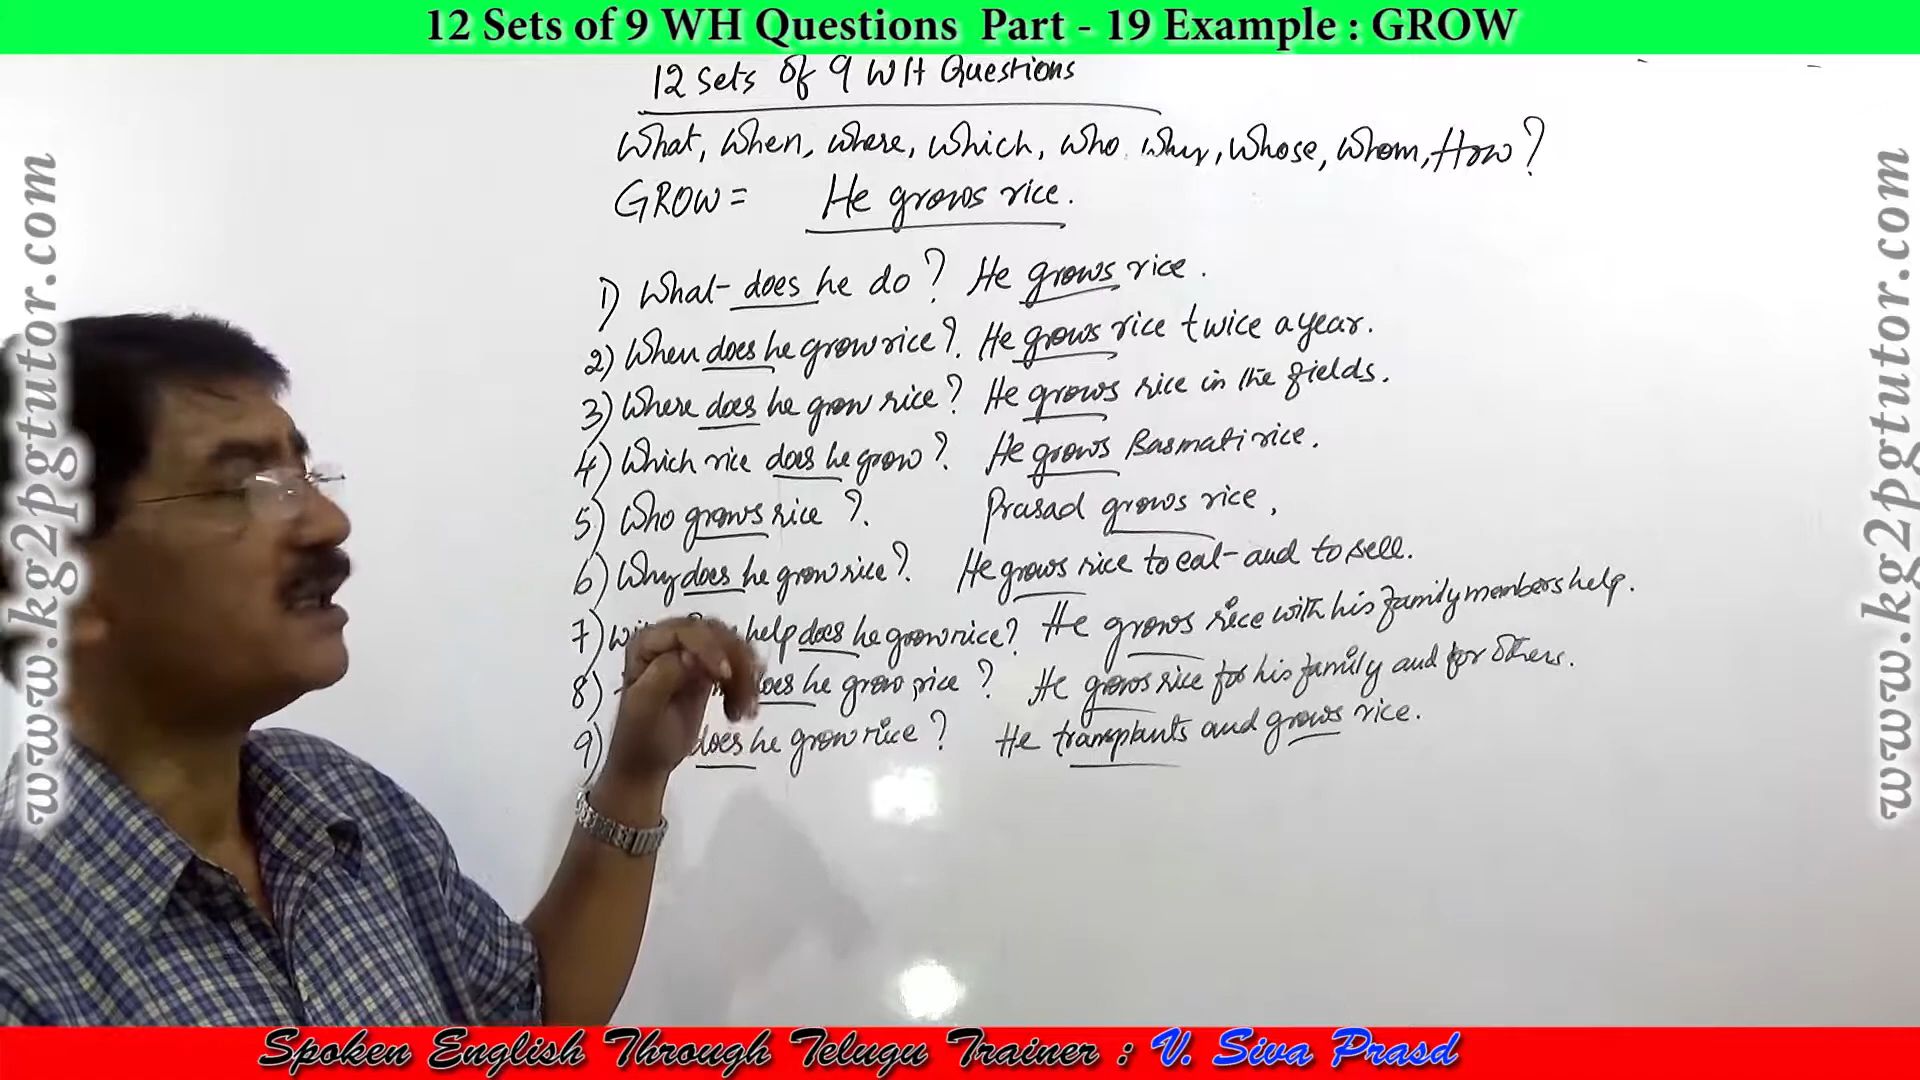 12 Sets of 9 WH Questions Part - 19 Example : GROW
12 Sets of 9 WH Questions
What, When, Where, Which, Who, Why, Whose, Whom, How?
GROW = He grows rice.
1) What does he do? He grows rice.
2) When does he grow rice? He grows rice twice a year.
3) Where does he grow rice? He grows rice in the fields.
4) Which rice does he grow? He grows Basmati rice.
5) Who grows rice? Prasad grows rice.
6) Why does he grow rice? He grows rice to eat and to sell.
7) help does he grow rice? He grows rice with his family members help.
8) does he grow rice? He grows rice for his family and for others.
9) does he grow rice? He transplants and grows rice.
www.kg2pgtutor.com
www.kg2pgtutor.com
Spoken English Through Telugu Trainer : V. Siva Prasd